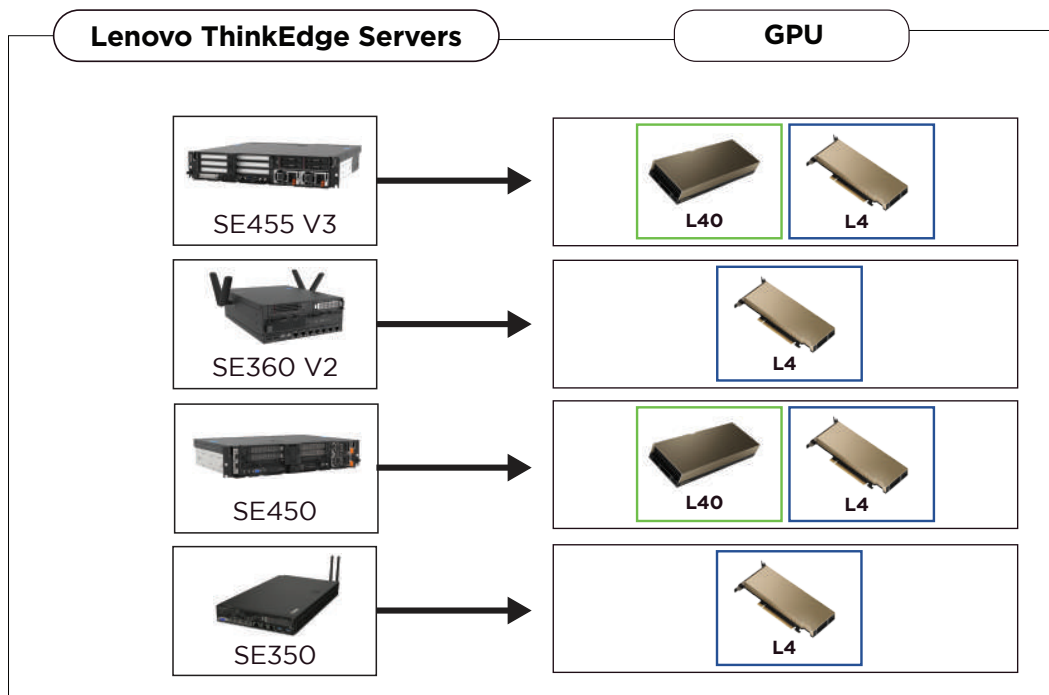 Lenovo ThinkEdge Servers
GPU
SE455 V3
L40
L4
SE360 V2
L4
SE450
L40
L4
SE350
L4